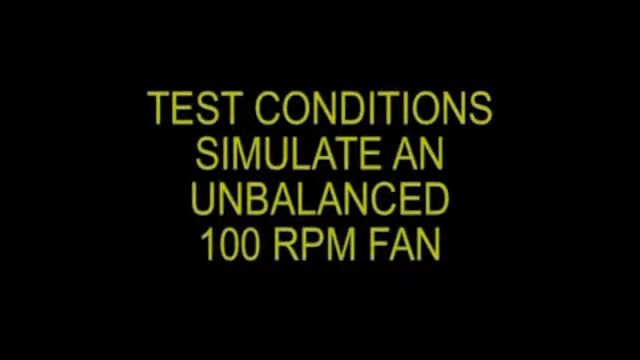 TEST CONDITIONS
SIMULATE AN
UNBALANCED
100 RPM FAN